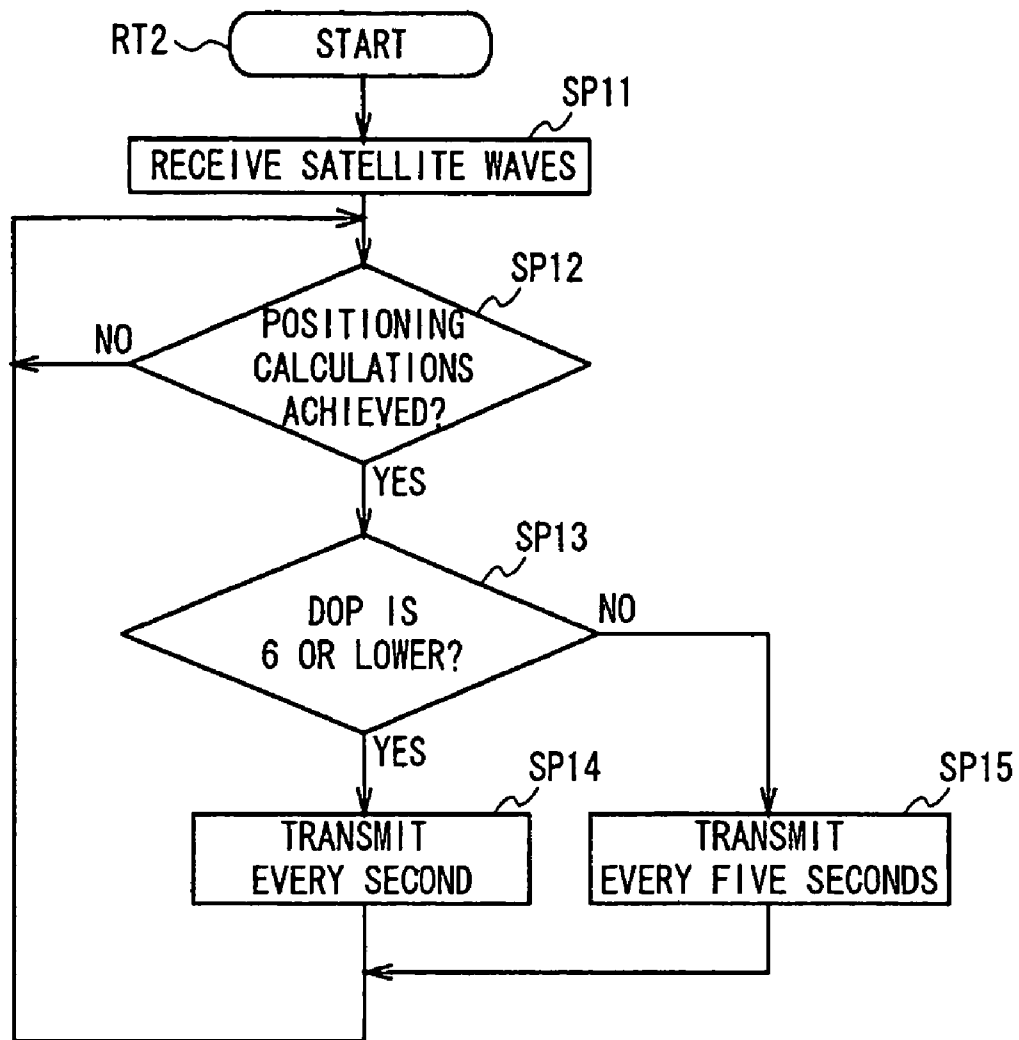 RT2
START
SP11
RECEIVE SATELLITE WAVES
SP12
POSITIONING
CALCULATIONS
ACHIEVED?
NO
YES
SP13
DOP IS
6 OR LOWER?
NO
YES
SP14
TRANSMIT
EVERY SECOND
SP15
TRANSMIT
EVERY FIVE SECONDS